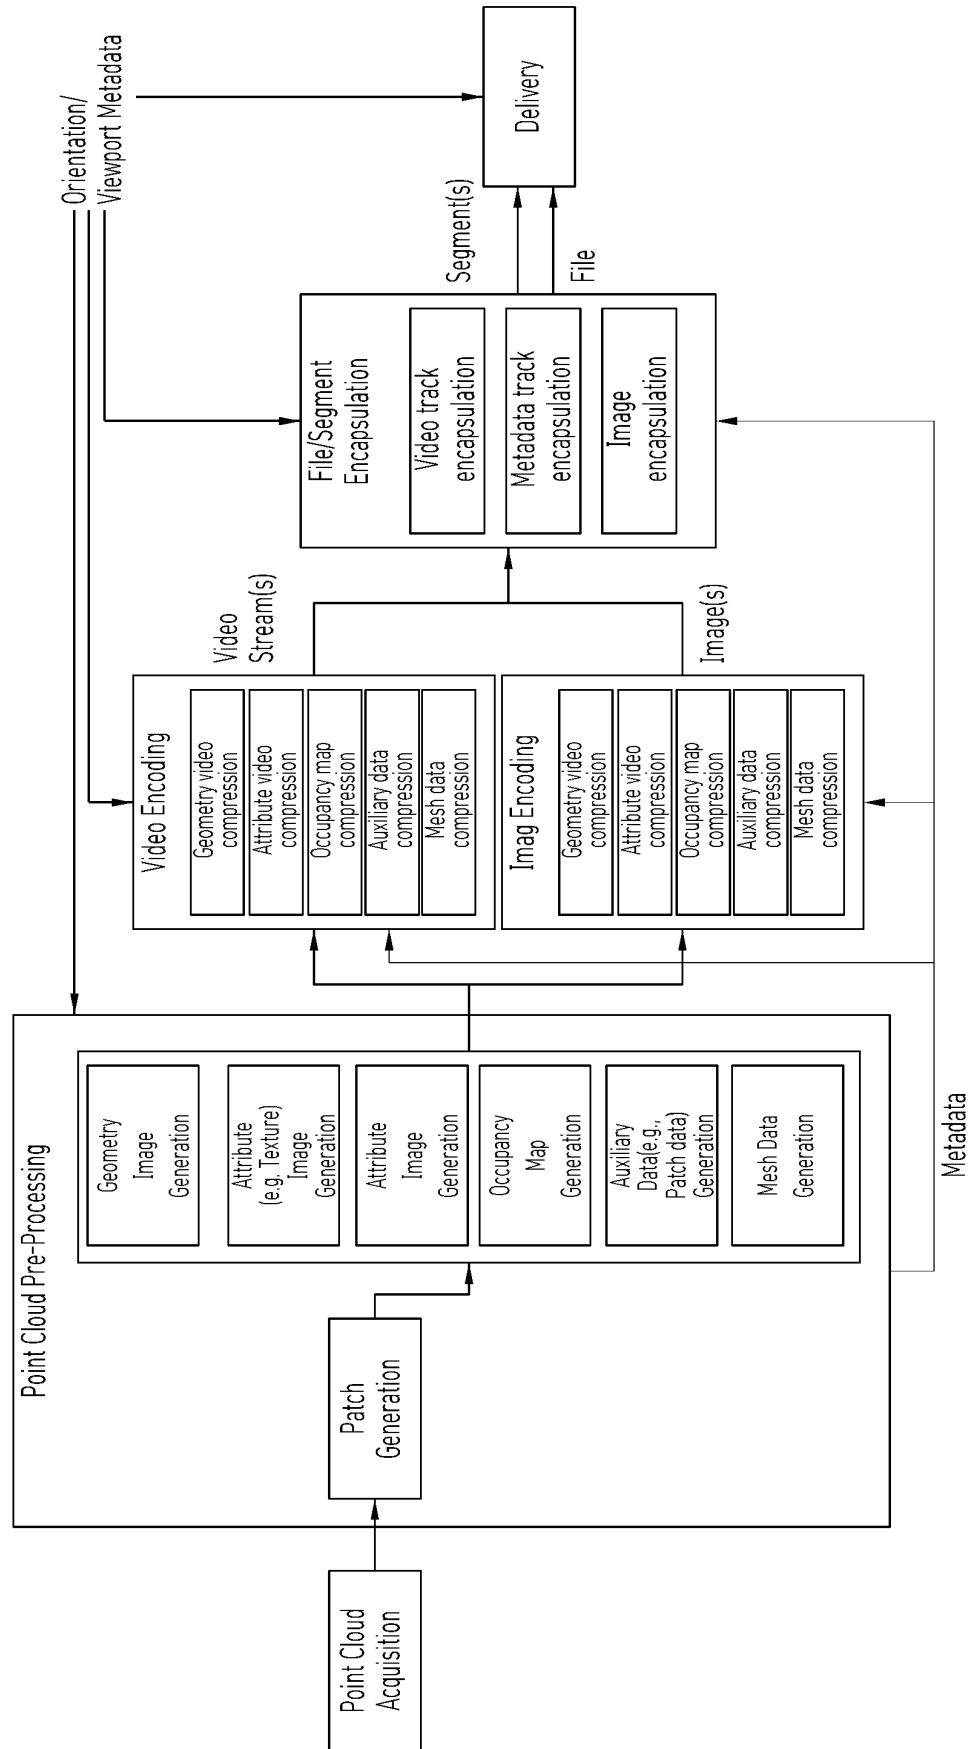 Point Cloud
Acquisition
Point Cloud Pre-Processing
Patch
Generation
Geometry
Image
Generation
Attribute
(e.g. Texture)
Image
Generation
Attribute
Image
Generation
Occupancy
Map
Generation
Auxiliary
Data(e.g.,
Patch data)
Generation
Mesh Data
Generation
Metadata
Video Encoding
Geometry video
compression
Attribute video
compression
Occupancy map
compression
Auxiliary data
compression
Mesh data
compression
Imag Encoding
Geometry video
compression
Attribute video
compression
Occupancy map
compression
Auxiliary data
compression
Mesh data
compression
Video
Stream(s)
Image(s)
File/Segment
Encapsulation
Video track
encapsulation
Metadata track
encapsulation
Image
encapsulation
Segment(s)
File
Orientation/
Viewport Metadata
Delivery